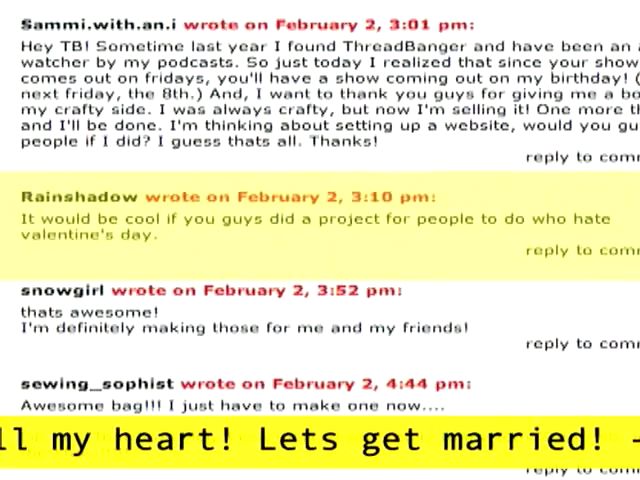 Sammi.with.an.i wrote on February 2, 3:01 pm:
Hey TB! Sometime last year I found ThreadBanger and have been an
watcher by my podcasts. So just today I realized that since your show
comes out on fridays, you'll have a show coming out on my birthday! (
next friday, the 8th.) And, I want to thank you guys for giving me a bo
my crafty side. I was always crafty, but now I'm selling it! One more th
and I'll be done. I'm thinking about setting up a website, would you gu
people if I did? I guess thats all. Thanks!
reply to comm
Rainshadow wrote on February 2, 3:10 pm:
It would be cool if you guys did a project for people to do who hate
valentine's day.
reply to comm
snowgirl wrote on February 2, 3:52 pm:
thats awesome!
I'm definitely making those for me and my friends!
reply to comm
sewing_sophist wrote on February 2, 4:44 pm:
Awesome bag!!! I just have to make one now....
ll my heart! Lets get married! -
reply to comm